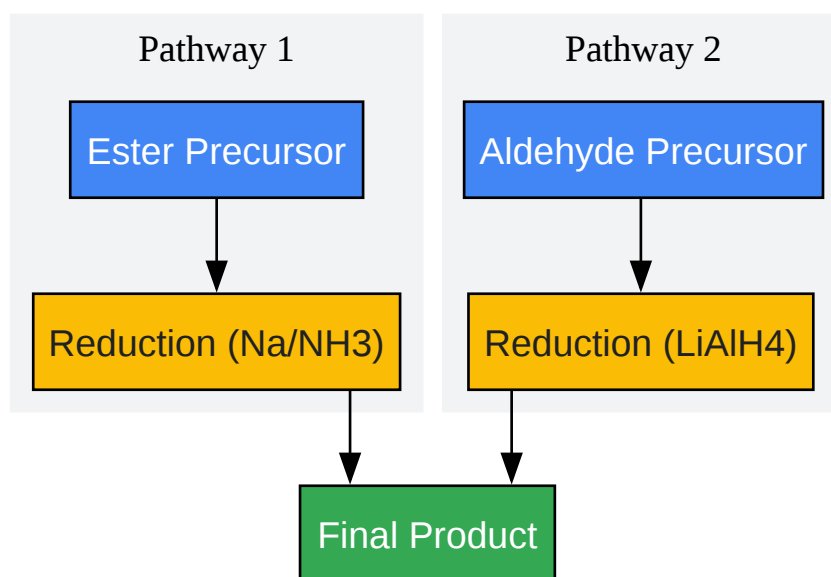 Pathway 1
Pathway 2
Ester Precursor
Aldehyde Precursor
Reduction (Na/NH3)
Reduction (LiAlH4)
Final Product